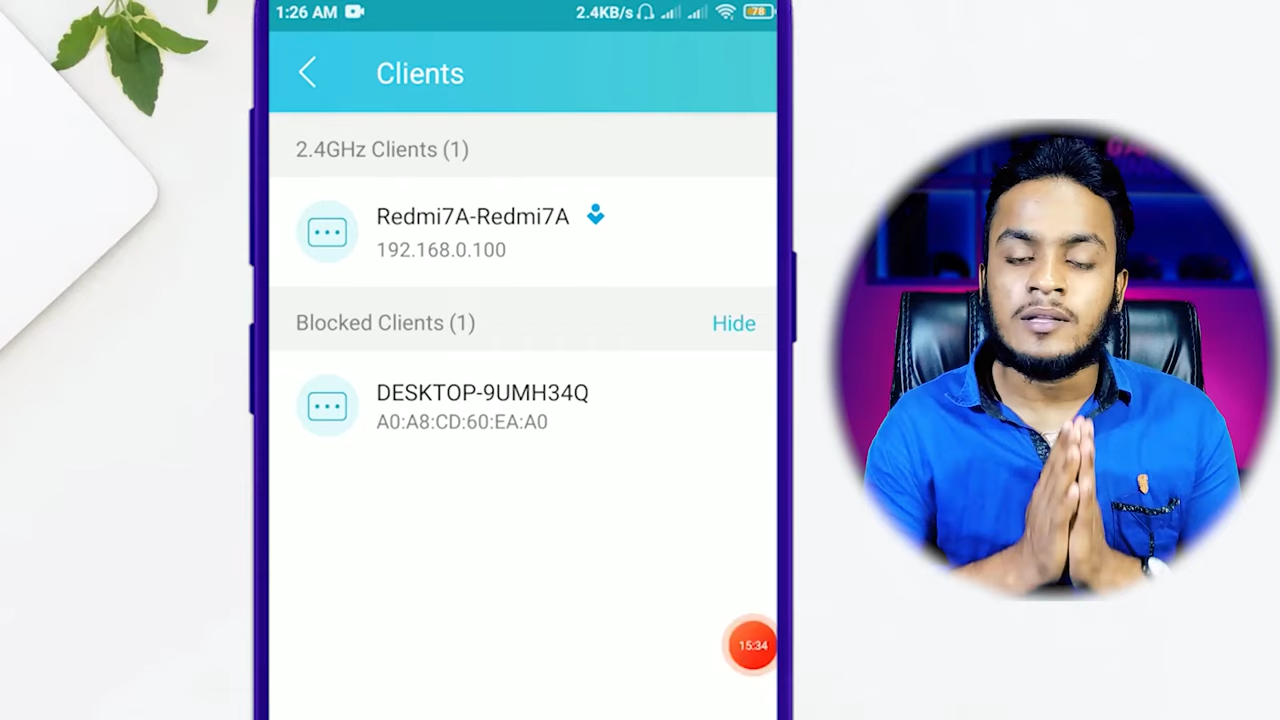 1:26 AM 2.4KB/s 78
Clients
2.4GHz Clients (1)
Redmi7A-Redmi7A
192.168.0.100
Blocked Clients (1) Hide
DESKTOP-9UMH34Q
A0:A8:CD:60:EA:A0
15:34